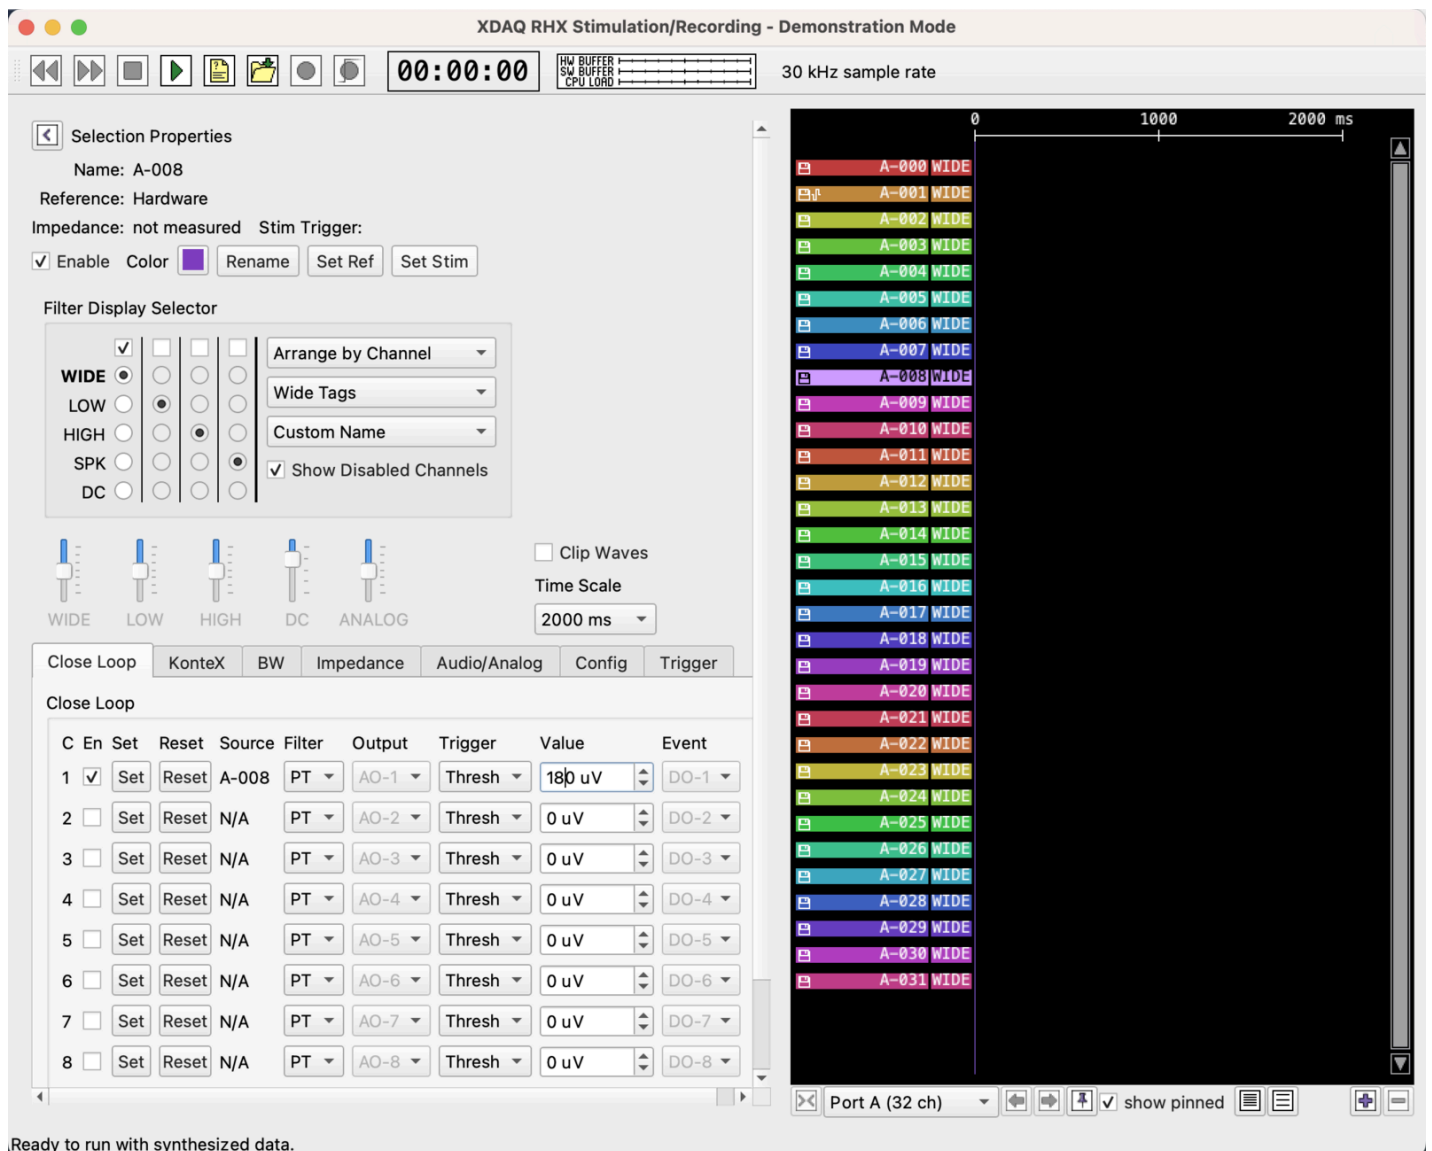 XDAQ RHX Stimulation/Recording - Demonstration Mode
00:00:00
HW BUFFER
SW BUFFER
CPU LOAD
30 kHz sample rate
Selection Properties
Name: A-008
Reference: Hardware
Impedance: not measured Stim Trigger:
Enable Color Rename Set Ref Set Stim
Filter Display Selector
WIDE
LOW
HIGH
SPK
DC
Arrange by Channel
Wide Tags
Custom Name
Show Disabled Channels
Clip Waves
Time Scale
2000 ms
WIDE LOW HIGH DC ANALOG
Close Loop KonteX BW Impedance Audio/Analog Config Trigger
Close Loop
C En Set Reset Source Filter Output Trigger Value Event
1 Set Reset A-008 PT AO-1 Thresh 180 uV DO-1
2 Set Reset N/A PT AO-2 Thresh 0 uV DO-2
3 Set Reset N/A PT AO-3 Thresh 0 uV DO-3
4 Set Reset N/A PT AO-4 Thresh 0 uV DO-4
5 Set Reset N/A PT AO-5 Thresh 0 uV DO-5
6 Set Reset N/A PT AO-6 Thresh 0 uV DO-6
7 Set Reset N/A PT AO-7 Thresh 0 uV DO-7
8 Set Reset N/A PT AO-8 Thresh 0 uV DO-8
0 1000 2000 ms
A-000 WIDE
A-001 WIDE
A-002 WIDE
A-003 WIDE
A-004 WIDE
A-005 WIDE
A-006 WIDE
A-007 WIDE
A-008 WIDE
A-009 WIDE
A-010 WIDE
A-011 WIDE
A-012 WIDE
A-013 WIDE
A-014 WIDE
A-015 WIDE
A-016 WIDE
A-017 WIDE
A-018 WIDE
A-019 WIDE
A-020 WIDE
A-021 WIDE
A-022 WIDE
A-023 WIDE
A-024 WIDE
A-025 WIDE
A-026 WIDE
A-027 WIDE
A-028 WIDE
A-029 WIDE
A-030 WIDE
A-031 WIDE
Port A (32 ch) show pinned
Ready to run with synthesized data.